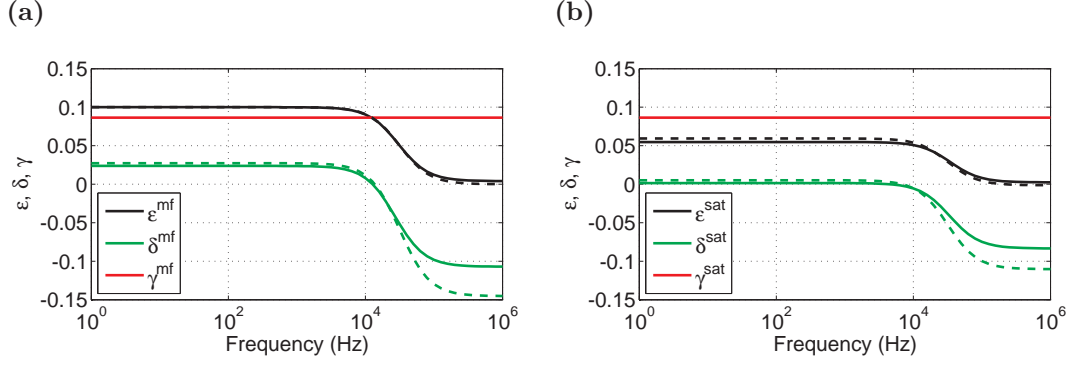 (a)
0.15
0.1
0.05
0
-0.05
-0.1
-0.15
ε, δ, γ
ε^mf
δ^mf
γ^mf
10^0
10^2
10^4
10^6
Frequency (Hz)
(b)
0.15
0.1
0.05
0
-0.05
-0.1
-0.15
ε, δ, γ
ε^sat
δ^sat
γ^sat
10^0
10^2
10^4
10^6
Frequency (Hz)